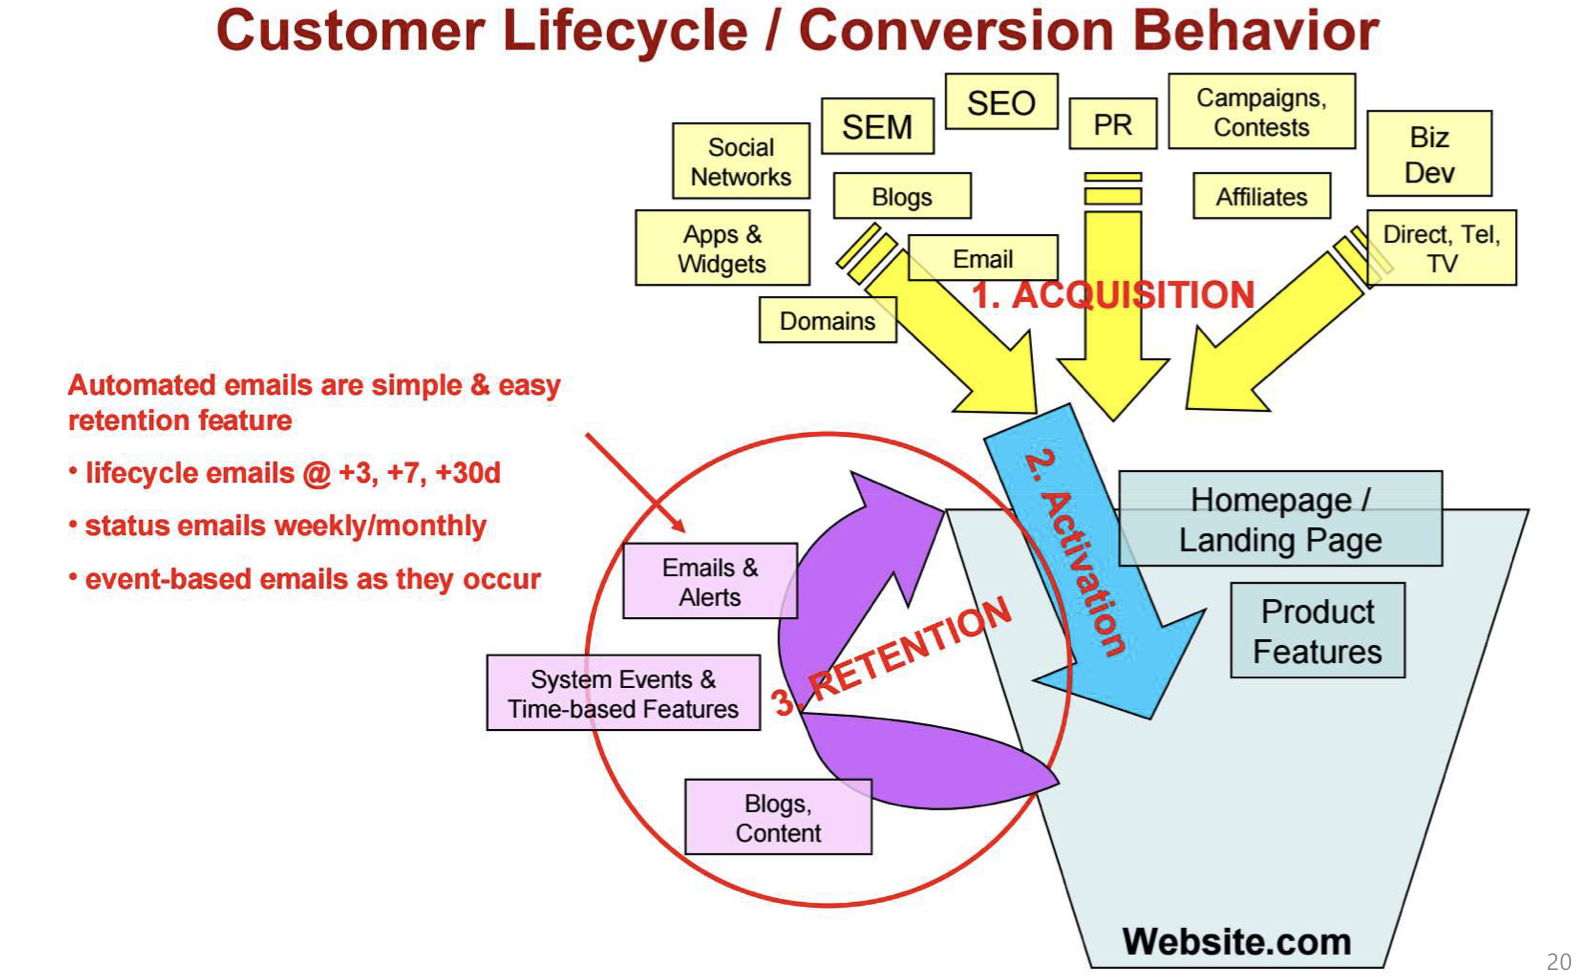 Customer Lifecycle / Conversion Behavior
SEO
Campaigns,
Contests
SEM
PR
Biz
Dev
Social
Networks
Blogs
Affiliates
Apps &
Widgets
Email
Direct, Tel,
TV
1. ACQUISITION
Domains
Automated emails are simple & easy
retention feature
• lifecycle emails @ +3, +7, +30d
• status emails weekly/monthly
• event-based emails as they occur
2. Activation
Homepage /
Landing Page
Product
Features
Emails &
Alerts
3. RETENTION
System Events &
Time-based Features
Blogs,
Content
Website.com
20